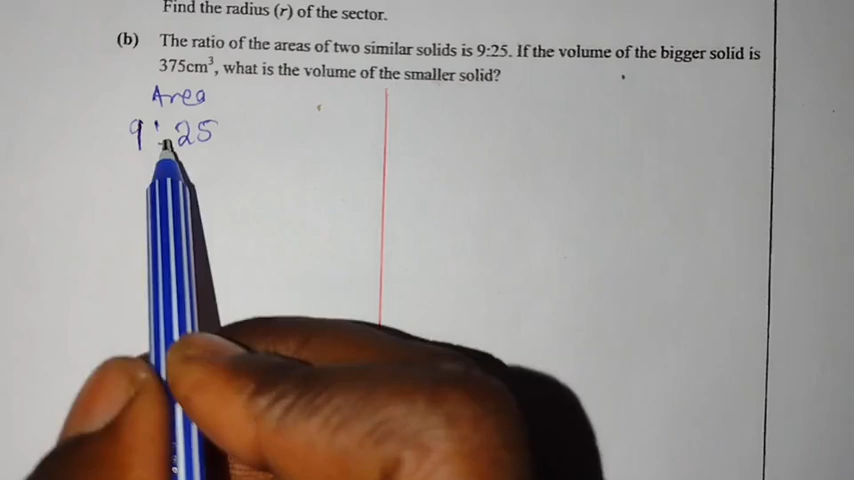 Find the radius (r) of the sector.
(b) The ratio of the areas of two similar solids is 9:25. If the volume of the bigger solid is
375cm³, what is the volume of the smaller solid?
Area
9:25